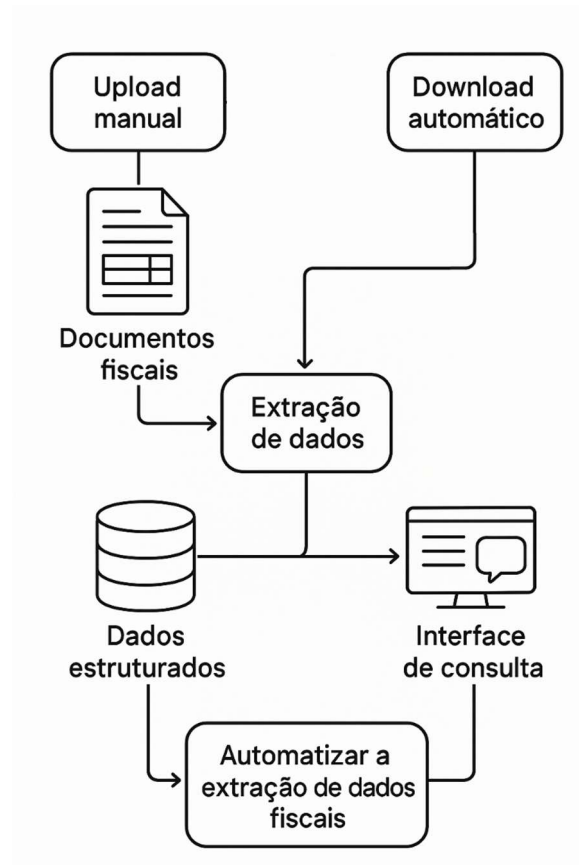 Upload
manual
Download
automático
Documentos
fiscais
Extração
de dados
Dados
estruturados
Interface
de consulta
Automatizar a
extração de dados
fiscais